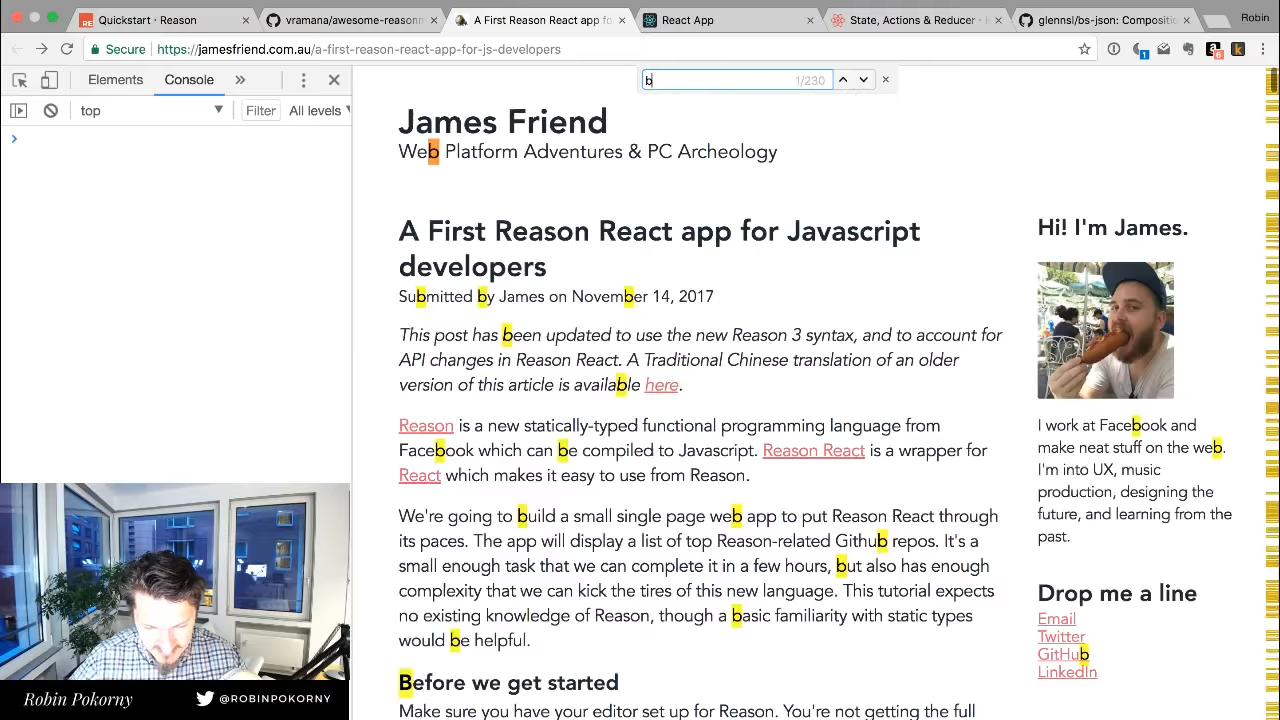 Quickstart · Reason
vramana/awesome-reasonm
A First Reason React app fo
React App
State, Actions & Reducer · R
glennsl/bs-json: Composition
Robin
Secure
https://jamesfriend.com.au/a-first-reason-react-app-for-js-developers
1
6
Elements
Console
b
1/230
top
Filter
All levels
James Friend
Web Platform Adventures & PC Archeology
A First Reason React app for Javascript
developers
Submitted by James on November 14, 2017
This post has been updated to use the new Reason 3 syntax, and to account for
API changes in Reason React. A Traditional Chinese translation of an older
version of this article is available here.
Reason is a new statically-typed functional programming language from
Facebook which can be compiled to Javascript. Reason React is a wrapper for
React which makes it easy to use from Reason.
We're going to build a small single page web app to put Reason React through
its paces. The app will display a list of top Reason-related Github repos. It's a
small enough task that we can complete it in a few hours, but also has enough
complexity that we can kick the tires of this new language. This tutorial expects
no existing knowledge of Reason, though a basic familiarity with static types
would be helpful.
Before we get started
Make sure you have your editor set up for Reason. You're not getting the full
Hi! I'm James.
I work at Facebook and
make neat stuff on the web.
I'm into UX, music
production, designing the
future, and learning from the
past.
Drop me a line
Email
Twitter
GitHub
LinkedIn
Robin Pokorny
@ROBINPOKORNY